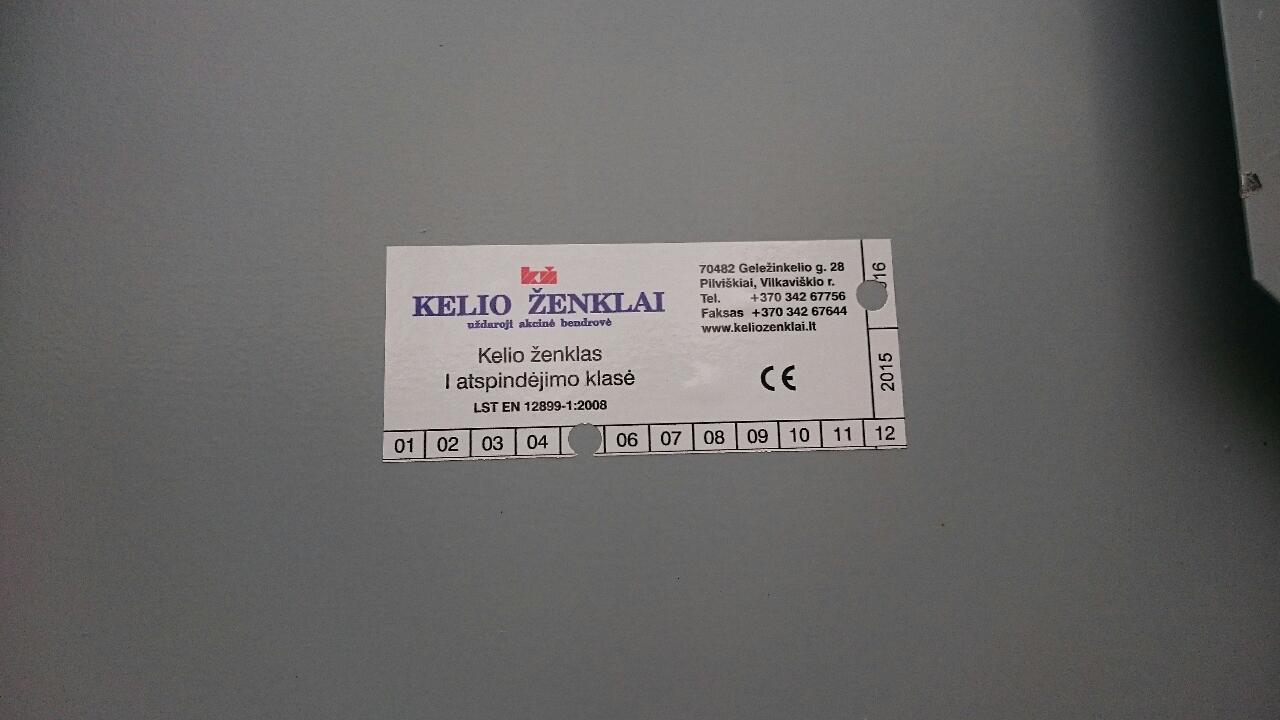 kž
KELIO ŽENKLAI
uždaroji akcinė bendrovė
Kelio ženklas
I atspindėjimo klasė
LST EN 12899-1:2008
70482 Geležinkelio g. 28
Pilviškiai, Vilkaviškio r.
Tel. +370 342 67756
Faksas +370 342 67644
www.keliozenklai.lt
CE
2015
01 02 03 04 06 07 08 09 10 11 12